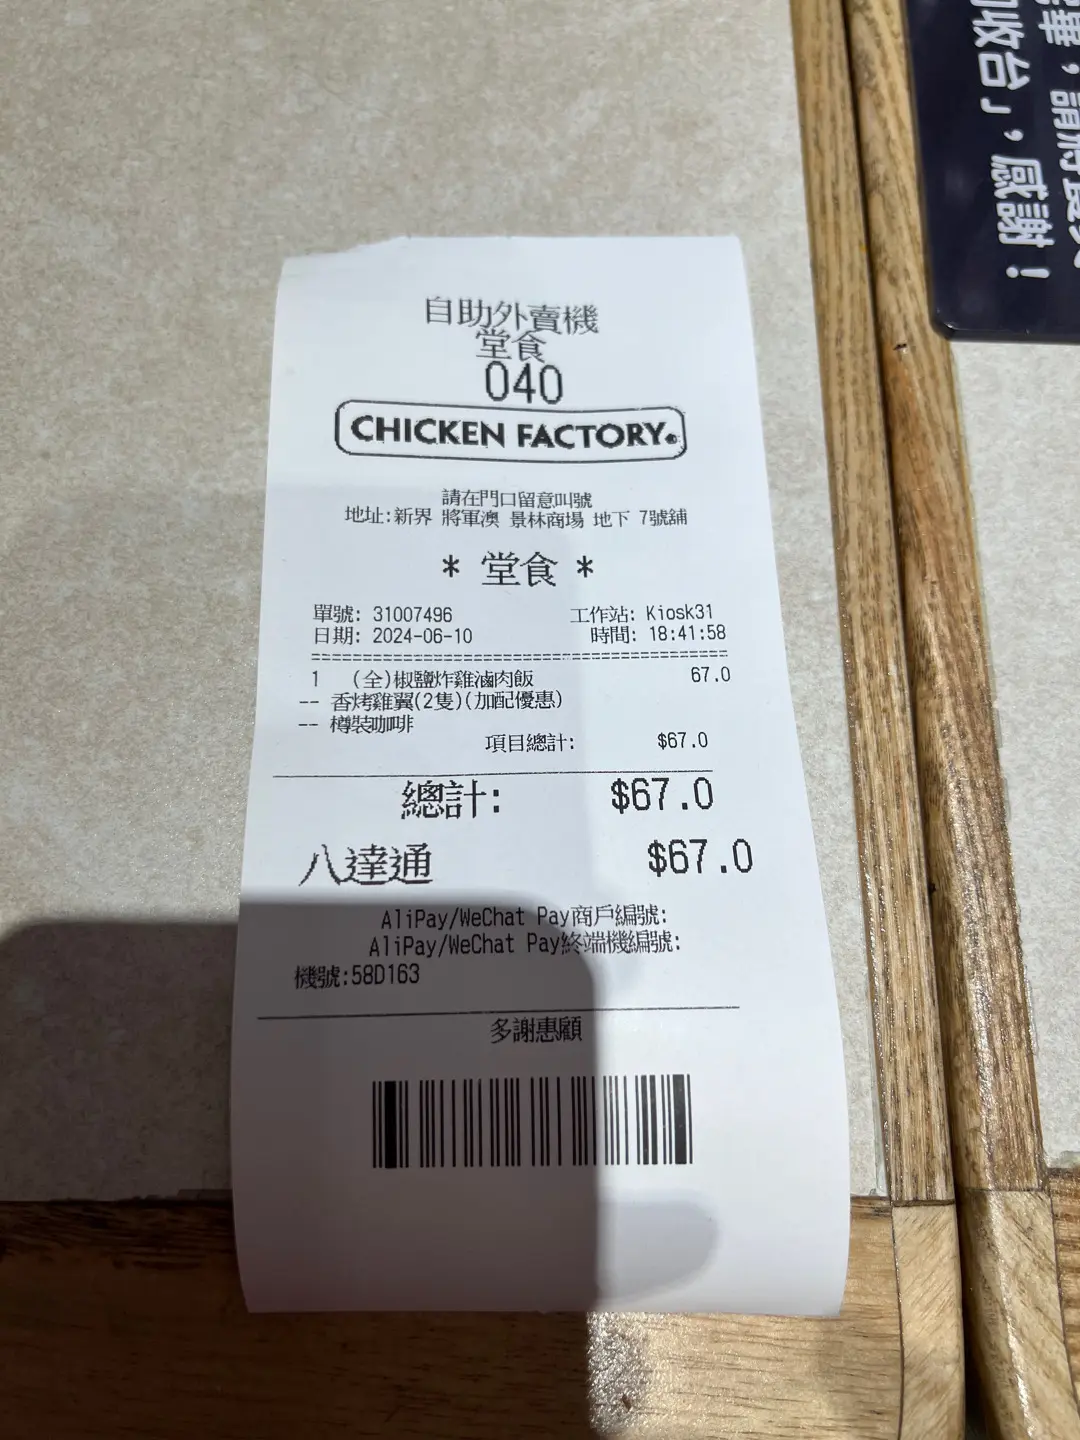 自助外賣機
堂食
040
CHICKEN FACTORY®
請在門口留意叫號
地址:新界 將軍澳 景林商場 地下 7號舖
* 堂食 *
單號: 31007496 工作站: Kiosk31
日期: 2024-06-10 時間: 18:41:58
1 (全)椒鹽炸雞滷肉飯 67.0
-- 香烤雞翼(2隻)(加配優惠)
-- 樽裝咖啡
項目總計: $67.0
總計: $67.0
八達通 $67.0
AliPay/WeChat Pay商戶編號:
AliPay/WeChat Pay終端機編號:
機號:58D163
多謝惠顧
畢，請將
收台」，感謝！